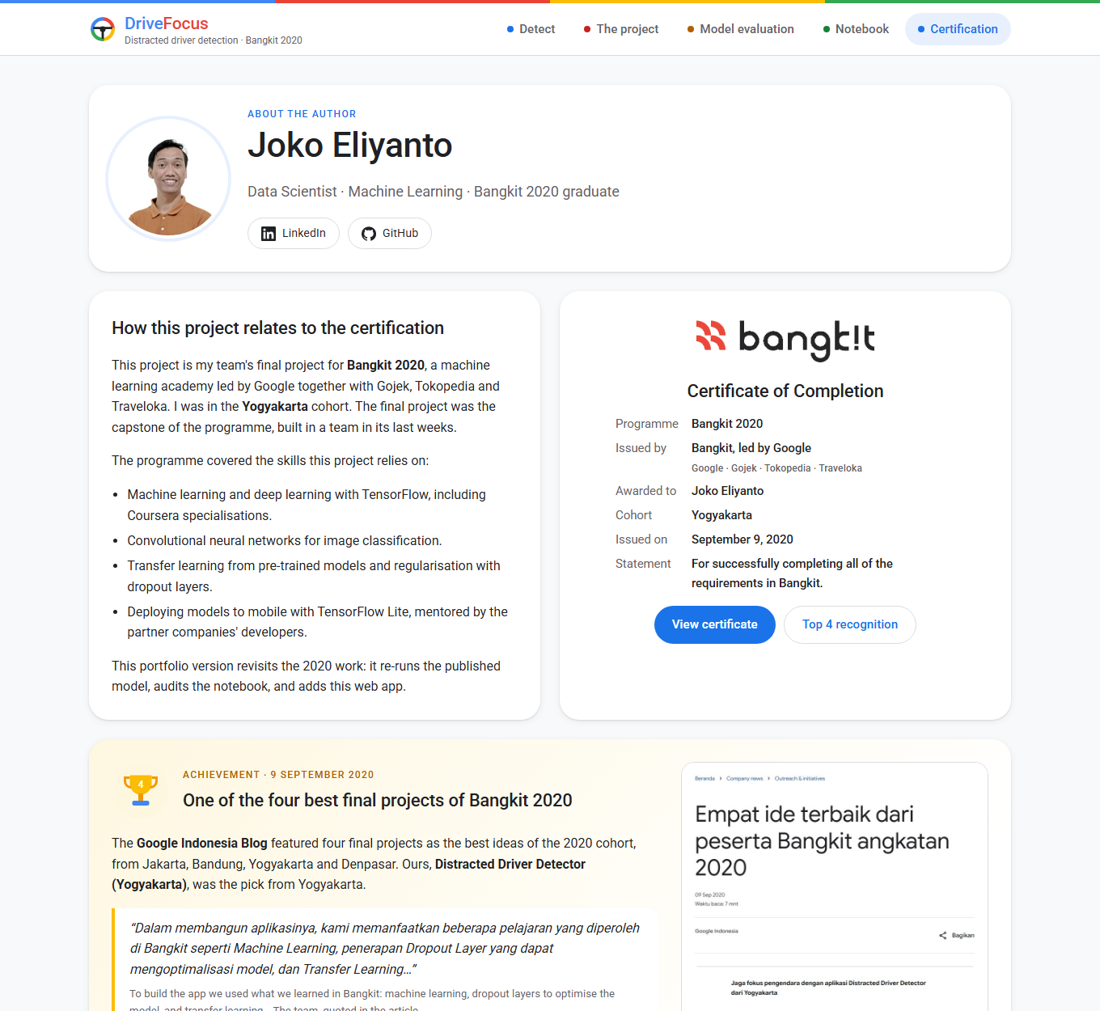 DriveFocus
Distracted driver detection · Bangkit 2020
Detect
The project
Model evaluation
Notebook
Certification
ABOUT THE AUTHOR
Joko Eliyanto
Data Scientist · Machine Learning · Bangkit 2020 graduate
LinkedIn
GitHub
How this project relates to the certification
This project is my team's final project for Bangkit 2020, a machine
learning academy led by Google together with Gojek, Tokopedia and
Traveloka. I was in the Yogyakarta cohort. The final project was the
capstone of the programme, built in a team in its last weeks.
The programme covered the skills this project relies on:
• Machine learning and deep learning with TensorFlow, including
Coursera specialisations.
• Convolutional neural networks for image classification.
• Transfer learning from pre-trained models and regularisation with
dropout layers.
• Deploying models to mobile with TensorFlow Lite, mentored by the
partner companies' developers.
This portfolio version revisits the 2020 work: it re-runs the published
model, audits the notebook, and adds this web app.
bangk!t
Certificate of Completion
Programme Bangkit 2020
Issued by Bangkit, led by Google
Google · Gojek · Tokopedia · Traveloka
Awarded to Joko Eliyanto
Cohort Yogyakarta
Issued on September 9, 2020
Statement For successfully completing all of the
requirements in Bangkit.
View certificate
Top 4 recognition
4
ACHIEVEMENT · 9 SEPTEMBER 2020
One of the four best final projects of Bangkit 2020
The Google Indonesia Blog featured four final projects as the best ideas of the 2020 cohort,
from Jakarta, Bandung, Yogyakarta and Denpasar. Ours, Distracted Driver Detector
(Yogyakarta), was the pick from Yogyakarta.
“Dalam membangun aplikasinya, kami memanfaatkan beberapa pelajaran yang diperoleh
di Bangkit seperti Machine Learning, penerapan Dropout Layer yang dapat
mengoptimalisasi model, dan Transfer Learning…”
To build the app we used what we learned in Bangkit: machine learning, dropout layers to optimise the
model, and transfer learning... The team, quoted in the article.
Beranda > Company news > Outreach & initiatives
Empat ide terbaik dari
peserta Bangkit angkatan
2020
09 Sep 2020
Waktu baca: 7 mnt
Google Indonesia
Bagikan
Jaga fokus pengendara dengan aplikasi Distracted Driver Detector
dari Yogyakarta